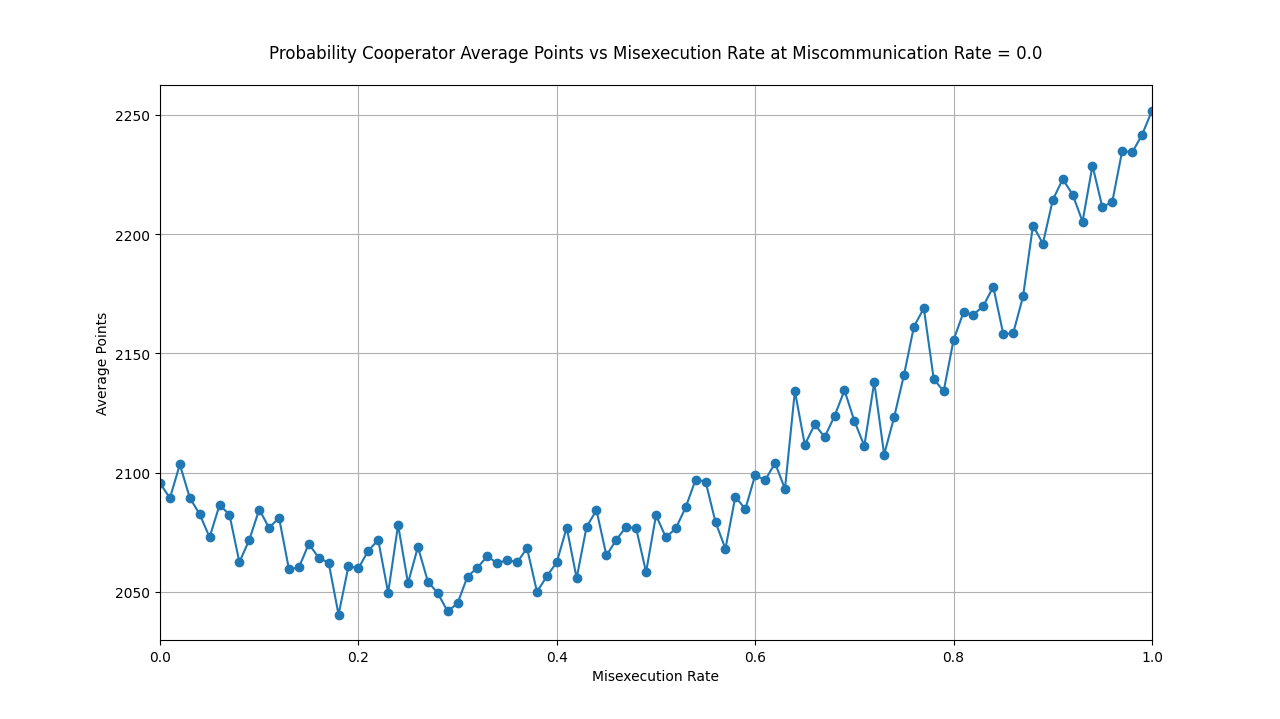 Probability Cooperator Average Points vs Misexecution Rate at Miscommunication Rate = 0.0
2250
2200
2150
2100
2050
Average Points
0.0 0.2 0.4 0.6 0.8 1.0
Misexecution Rate